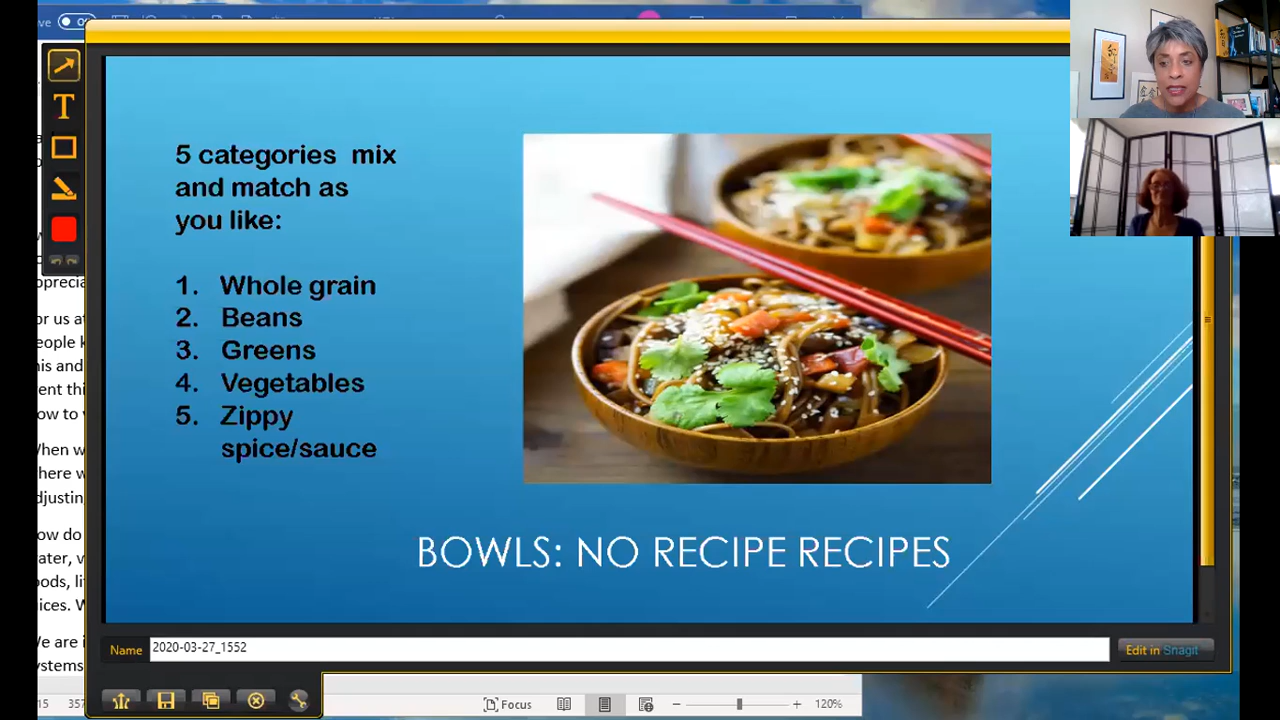 5 categories mix
and match as
you like:
1. Whole grain
2. Beans
3. Greens
4. Vegetables
5. Zippy
spice/sauce
BOWLS: NO RECIPE RECIPES
Name 2020-03-27_1552 Edit in Snagit
Focus 120%